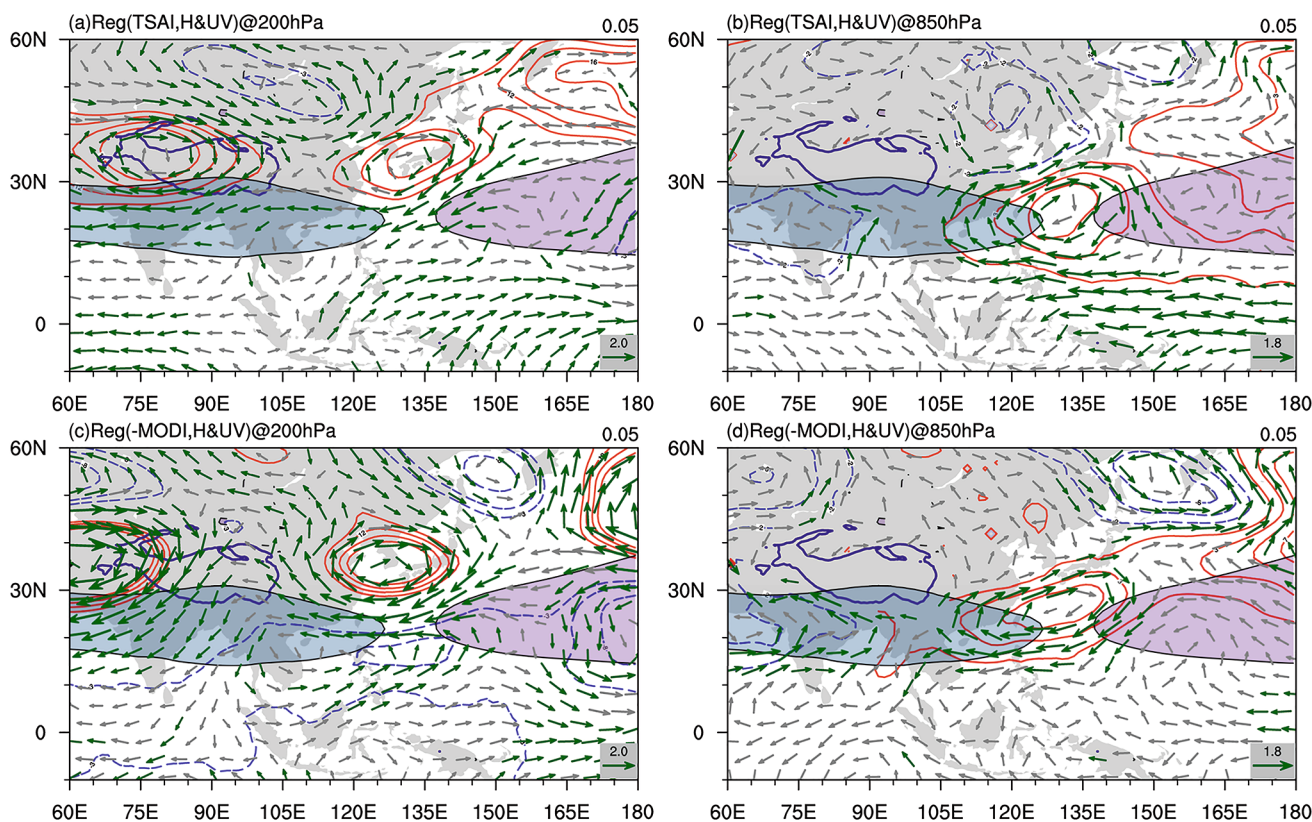 (a)Reg(TSAI,H&UV)@200hPa 0.05 (b)Reg(TSAI,H&UV)@850hPa 0.05
60N 60N
30N 30N
0 0
2.0 1.8
60E 75E 90E 105E 120E 135E 150E 165E 180 60E 75E 90E 105E 120E 135E 150E 165E 180
(c)Reg(-MODI,H&UV)@200hPa 0.05 (d)Reg(-MODI,H&UV)@850hPa 0.05
60N 60N
30N 30N
0 0
2.0 1.8
60E 75E 90E 105E 120E 135E 150E 165E 180 60E 75E 90E 105E 120E 135E 150E 165E 180